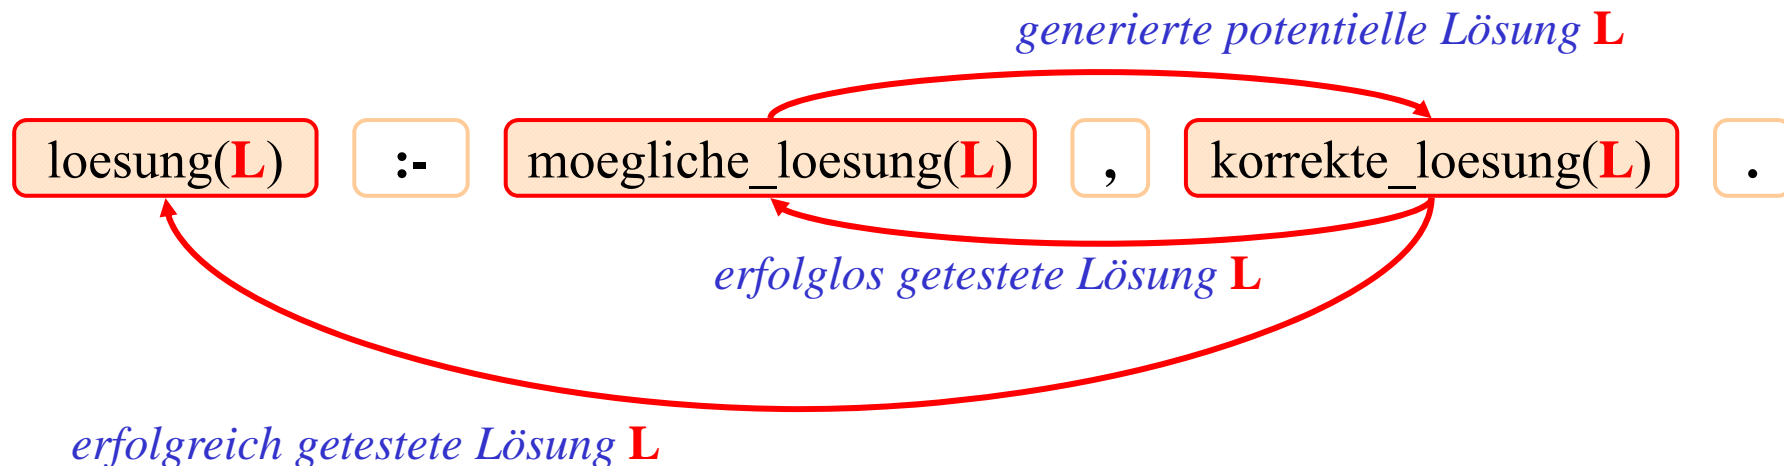 generierte potentielle Lösung L
loesung(L) :- moegliche_loesung(L) , korrekte_loesung(L) .
erfolglos getestete Lösung L
erfolgreich getestete Lösung L